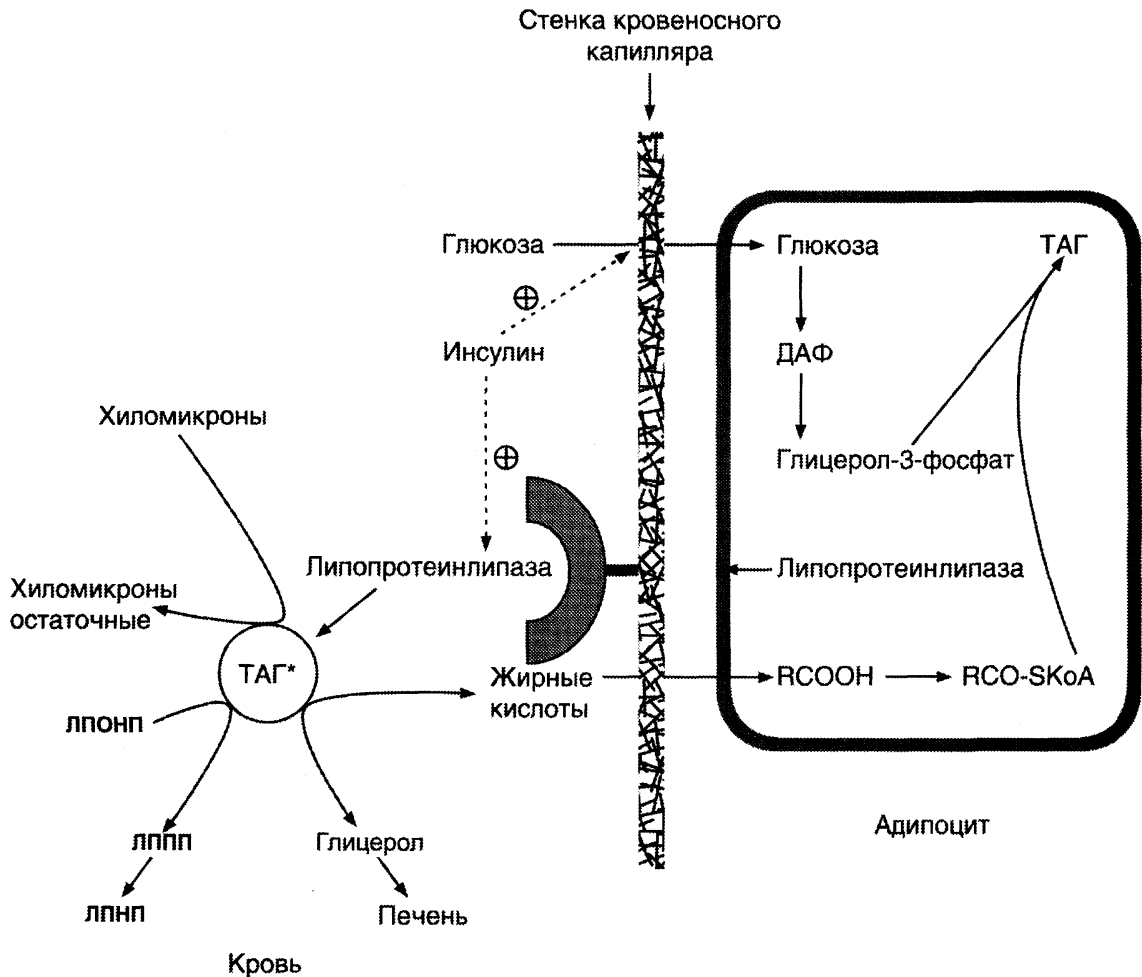 Стенка кровеносного
капилляра
Глюкоза
Глюкоза
ТАГ
Инсулин
ДАФ
Хиломикроны
Глицерол-3-фосфат
Липопротеинлипаза
Липопротеинлипаза
Хиломикроны
остаточные
ТАГ*
Жирные
кислоты
RCOOH
RCO-SKoA
ЛПОНП
ЛППП
Глицерол
Адипоцит
ЛПНП
Печень
Кровь